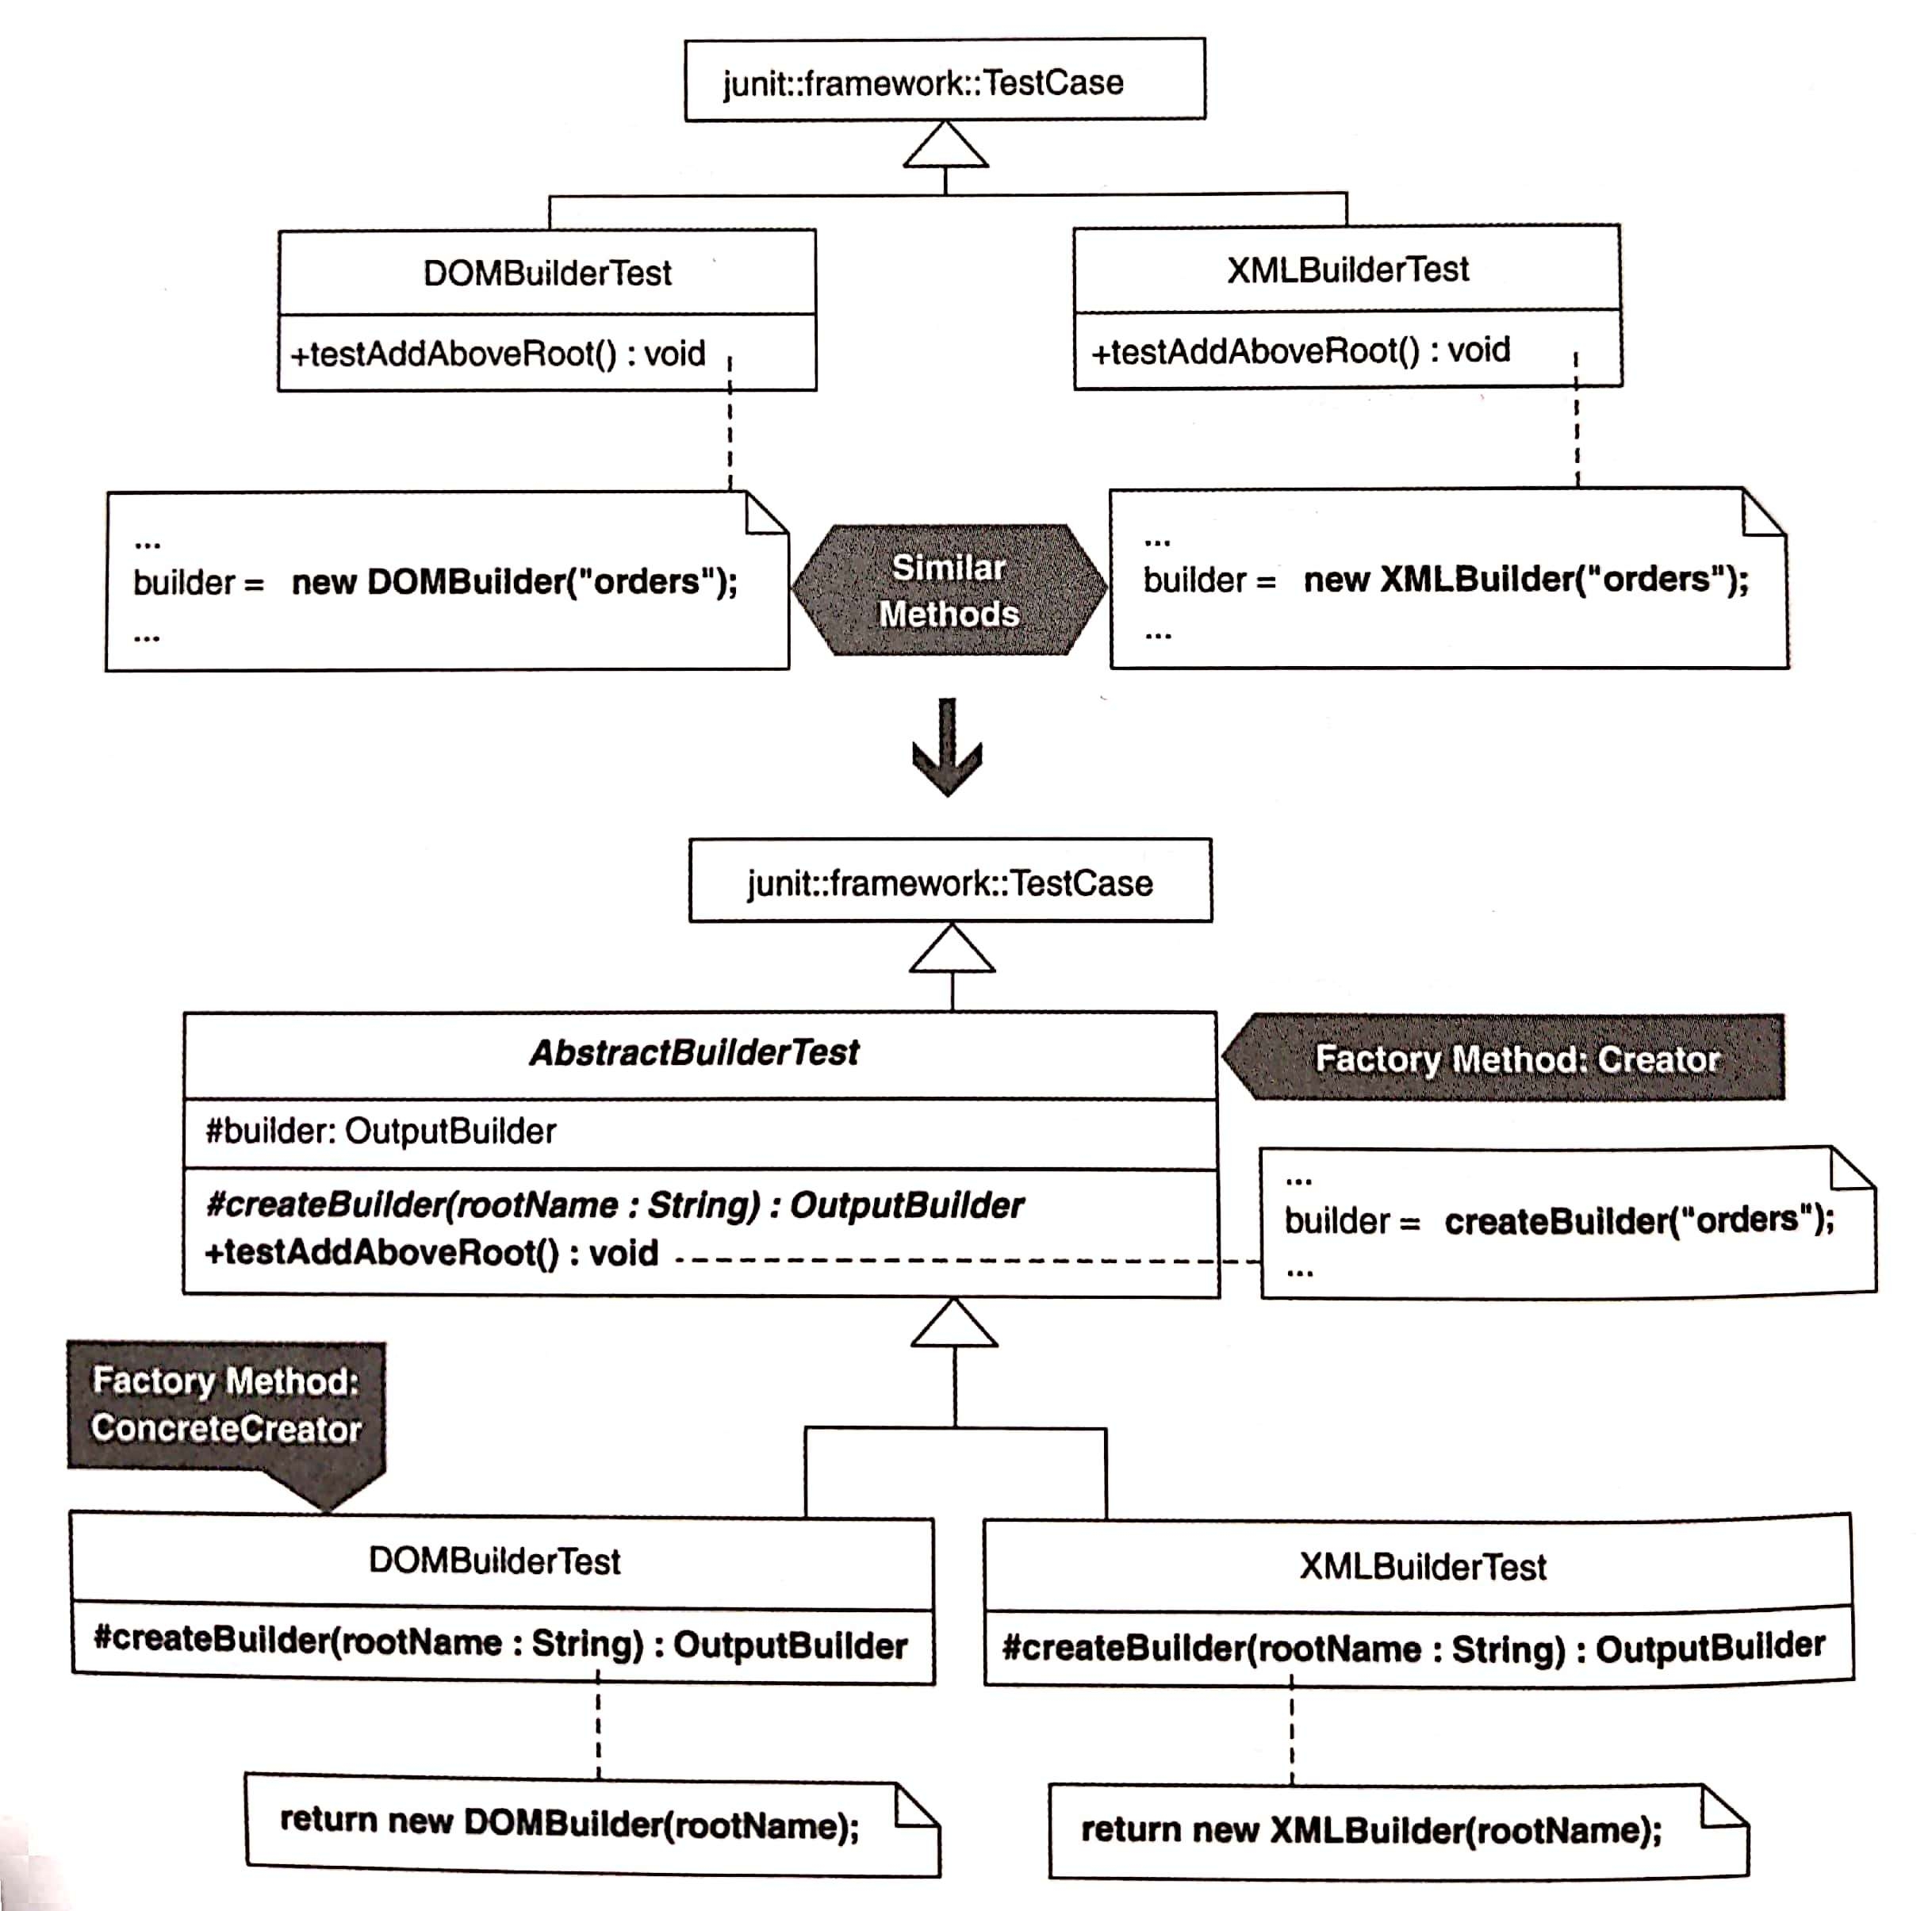 junit::framework::TestCase
DOMBuilderTest
+testAddAboveRoot() : void
XMLBuilderTest
+testAddAboveRoot() : void
...
builder = new DOMBuilder("orders");
...
Similar
Methods
...
builder = new XMLBuilder("orders");
...
junit::framework::TestCase
AbstractBuilderTest
#builder: OutputBuilder
#createBuilder(rootName : String) : OutputBuilder
+testAddAboveRoot() : void
Factory Method: Creator
...
builder = createBuilder("orders");
...
Factory Method:
ConcreteCreator
DOMBuilderTest
#createBuilder(rootName : String) : OutputBuilder
XMLBuilderTest
#createBuilder(rootName : String) : OutputBuilder
return new DOMBuilder(rootName);
return new XMLBuilder(rootName);